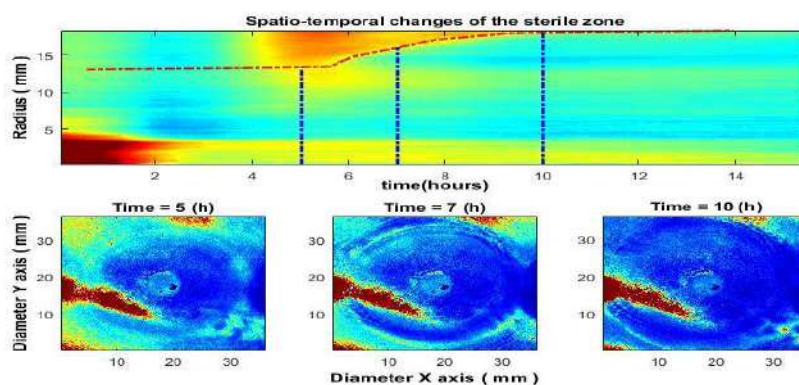 Spatio-temporal changes of the sterile zone
Radius ( mm )
15
10
5
2 4 6 8 10 12 14
time(hours)
Time = 5 (h) Time = 7 (h) Time = 10 (h)
Diameter Y axis ( mm )
30 30 30
20 20 20
10 10 10
10 20 30 10 20 30 10 20 30
Diameter X axis ( mm )